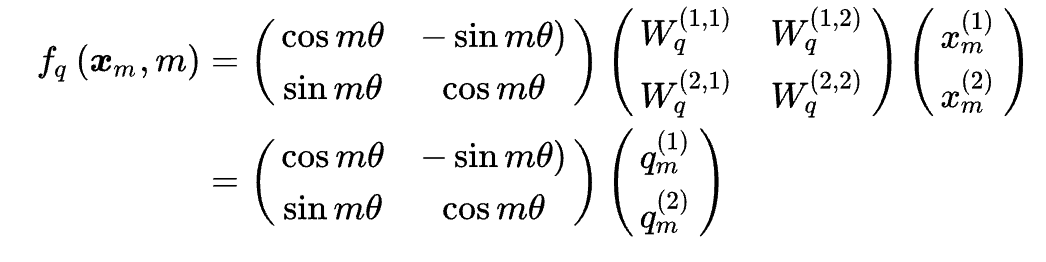 f_q (x_m, m) = ( cos mθ  − sin mθ) ; sin mθ  cos mθ ) ( W_q^(1,1)  W_q^(1,2) ; W_q^(2,1)  W_q^(2,2) ) ( x_m^(1) ; x_m^(2) )
= ( cos mθ  − sin mθ) ; sin mθ  cos mθ ) ( q_m^(1) ; q_m^(2) )